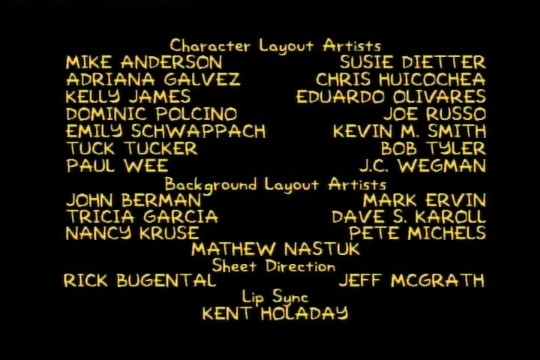 Character Layout Artists
MIKE ANDERSON SUSIE DIETTER
ADRIANA GALVEZ CHRIS HUICOCHEA
KELLY JAMES EDUARDO OLIVARES
DOMINIC POLCINO JOE RUSSO
EMILY SCHWAPPACH KEVIN M. SMITH
TUCK TUCKER BOB TYLER
PAUL WEE J.C. WEGMAN
Background Layout Artists
JOHN BERMAN MARK ERVIN
TRICIA GARCIA DAVE S. KAROLL
NANCY KRUSE PETE MICHELS
MATHEW NASTUK
Sheet Direction
RICK BUGENTAL JEFF MCGRATH
Lip Sync
KENT HOLADAY